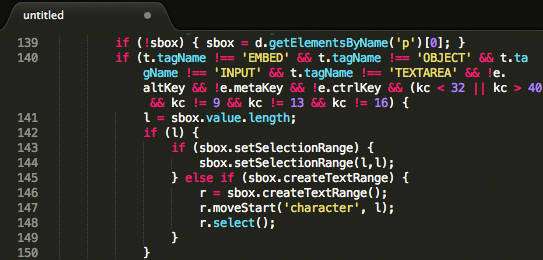 untitled
139 if (!sbox) { sbox = d.getElementsByName('p')[0]; }
140 if (t.tagName !== 'EMBED' && t.tagName !== 'OBJECT' && t.ta
gName !== 'INPUT' && t.tagName !== 'TEXTAREA' && !e.
altKey && !e.metaKey && !e.ctrlKey && (kc < 32 || kc > 40
&& kc != 9 && kc != 13 && kc != 16) {
141 l = sbox.value.length;
142 if (l) {
143 if (sbox.setSelectionRange) {
144 sbox.setSelectionRange(l,l);
145 } else if (sbox.createTextRange) {
146 r = sbox.createTextRange();
147 r.moveStart('character', l);
148 r.select();
149 }
150 }